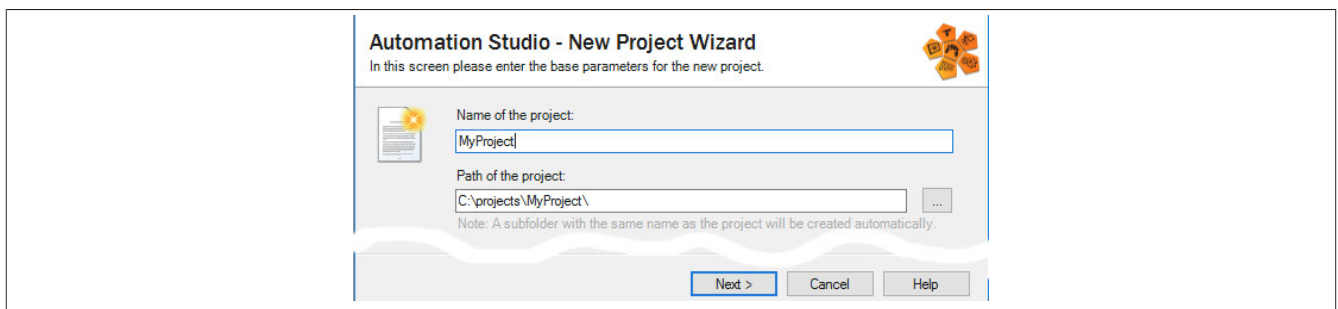 Automation Studio - New Project Wizard
In this screen please enter the base parameters for the new project.
Name of the project:
MyProject
Path of the project:
C:\projects\MyProject\
...
Note: A subfolder with the same name as the project will be created automatically.
Next >
Cancel
Help